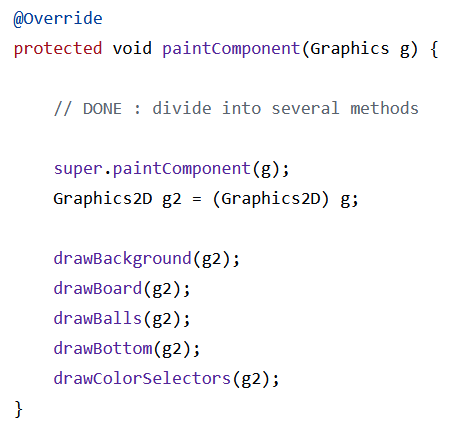 @Override
protected void paintComponent(Graphics g) {
// DONE : divide into several methods
super.paintComponent(g);
Graphics2D g2 = (Graphics2D) g;
drawBackground(g2);
drawBoard(g2);
drawBalls(g2);
drawBottom(g2);
drawColorSelectors(g2);
}